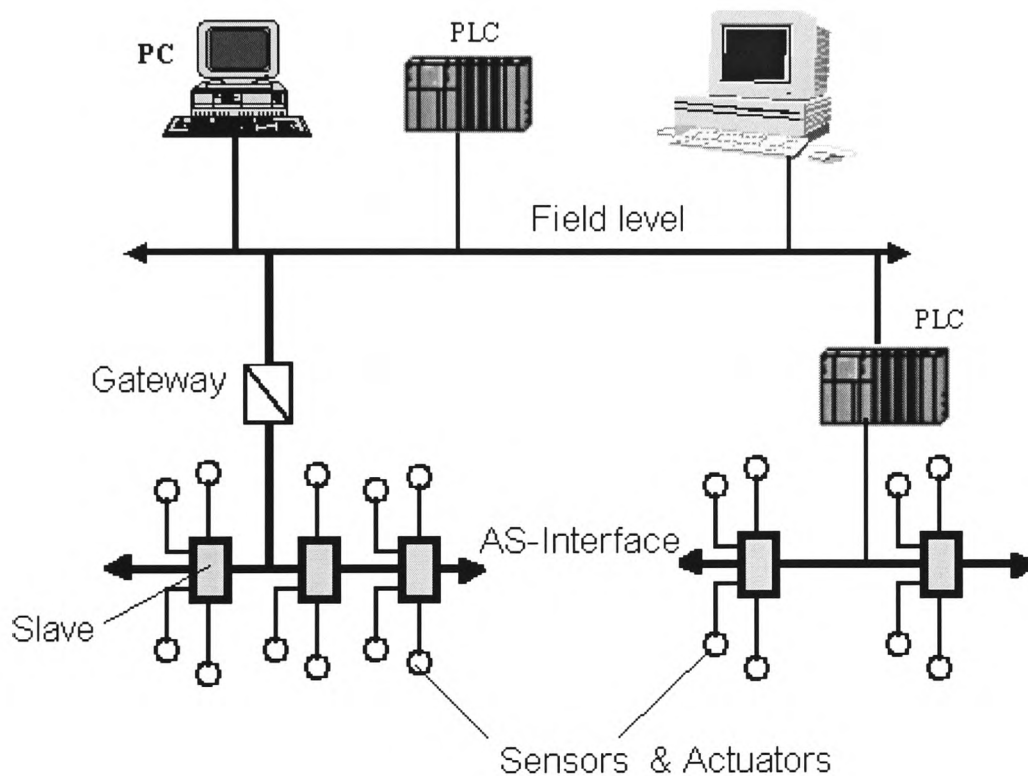 PC
PLC
Field level
PLC
Gateway
AS-Interface
Slave
Sensors & Actuators